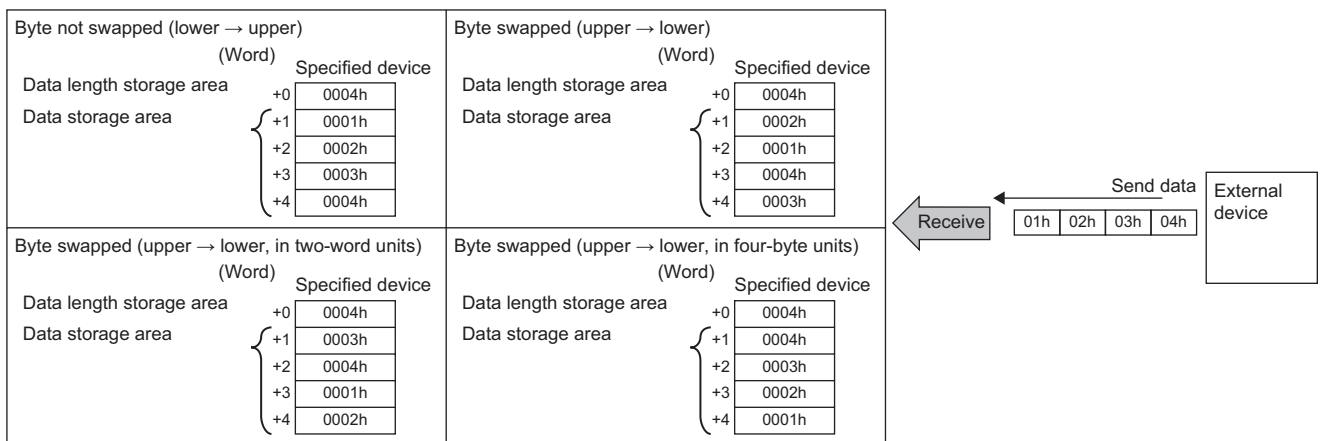 Byte not swapped (lower → upper)
(Word)
Specified device
Data length storage area
+0 0004h
Data storage area
+1 0001h
+2 0002h
+3 0003h
+4 0004h
Byte swapped (upper → lower)
(Word)
Specified device
Data length storage area
+0 0004h
Data storage area
+1 0002h
+2 0001h
+3 0004h
+4 0003h
Byte swapped (upper → lower, in two-word units)
(Word)
Specified device
Data length storage area
+0 0004h
Data storage area
+1 0003h
+2 0004h
+3 0001h
+4 0002h
Byte swapped (upper → lower, in four-byte units)
(Word)
Specified device
Data length storage area
+0 0004h
Data storage area
+1 0004h
+2 0003h
+3 0002h
+4 0001h
Receive
Send data
01h 02h 03h 04h
External
device